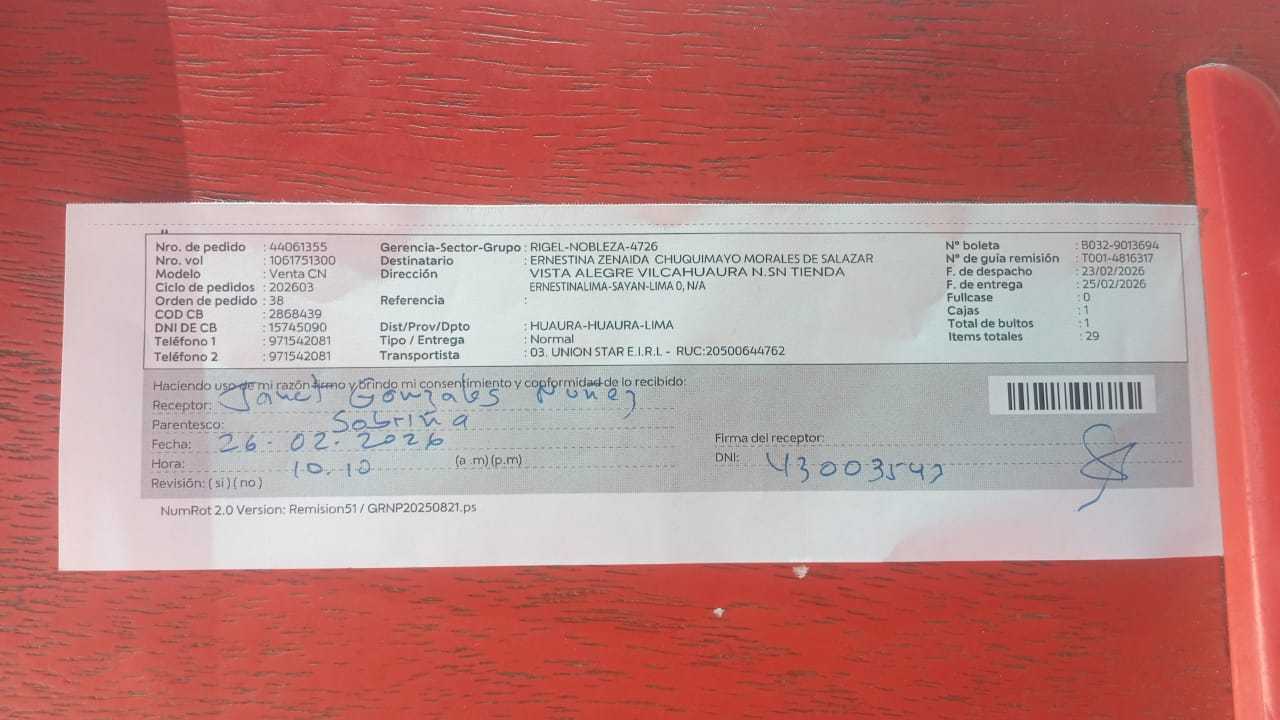 Nro. de pedido : 44061355 Gerencia-Sector-Grupo : RIGEL-NOBLEZA-4726 N° boleta : B032-9013694
Nro. vol : 1061751300 Destinatario : ERNESTINA ZENAIDA CHUQUIMAYO MORALES DE SALAZAR N° de guia remisión : T001-4816317
Modelo : Venta CN Dirección : VISTA ALEGRE VILCAHUAURA N.SN TIENDA F. de despacho : 23/02/2026
Ciclo de pedidos : 202603 ERNESTINALIMA-SAYAN-LIMA 0, N/A F. de entrega : 25/02/2026
Orden de pedido : 38 Referencia : Fullcase : 0
COD CB : 2868439 Cajas : 1
DNI DE CB : 15745090 Dist/Prov/Dpto : HUAURA-HUAURA-LIMA Total de bultos : 1
Teléfono 1 : 971542081 Tipo / Entrega : Normal Items totales : 29
Teléfono 2 : 971542081 Transportista : 03. UNION STAR E.I.R.L - RUC:20500644762
Haciendo uso de mi razón firmo y brindo mi consentimiento y conformidad de lo recibido:
Receptor: Janet Gonzales Nuñez
Parentesco: Sobriña
Fecha: 26-02-2026 Firma del receptor:
Hora: 10.10 (a .m) (p.m) DNI: 43003543
Revisión: ( si ) ( no )
NumRot 2.0 Version: Remision51 / GRNP20250821.ps